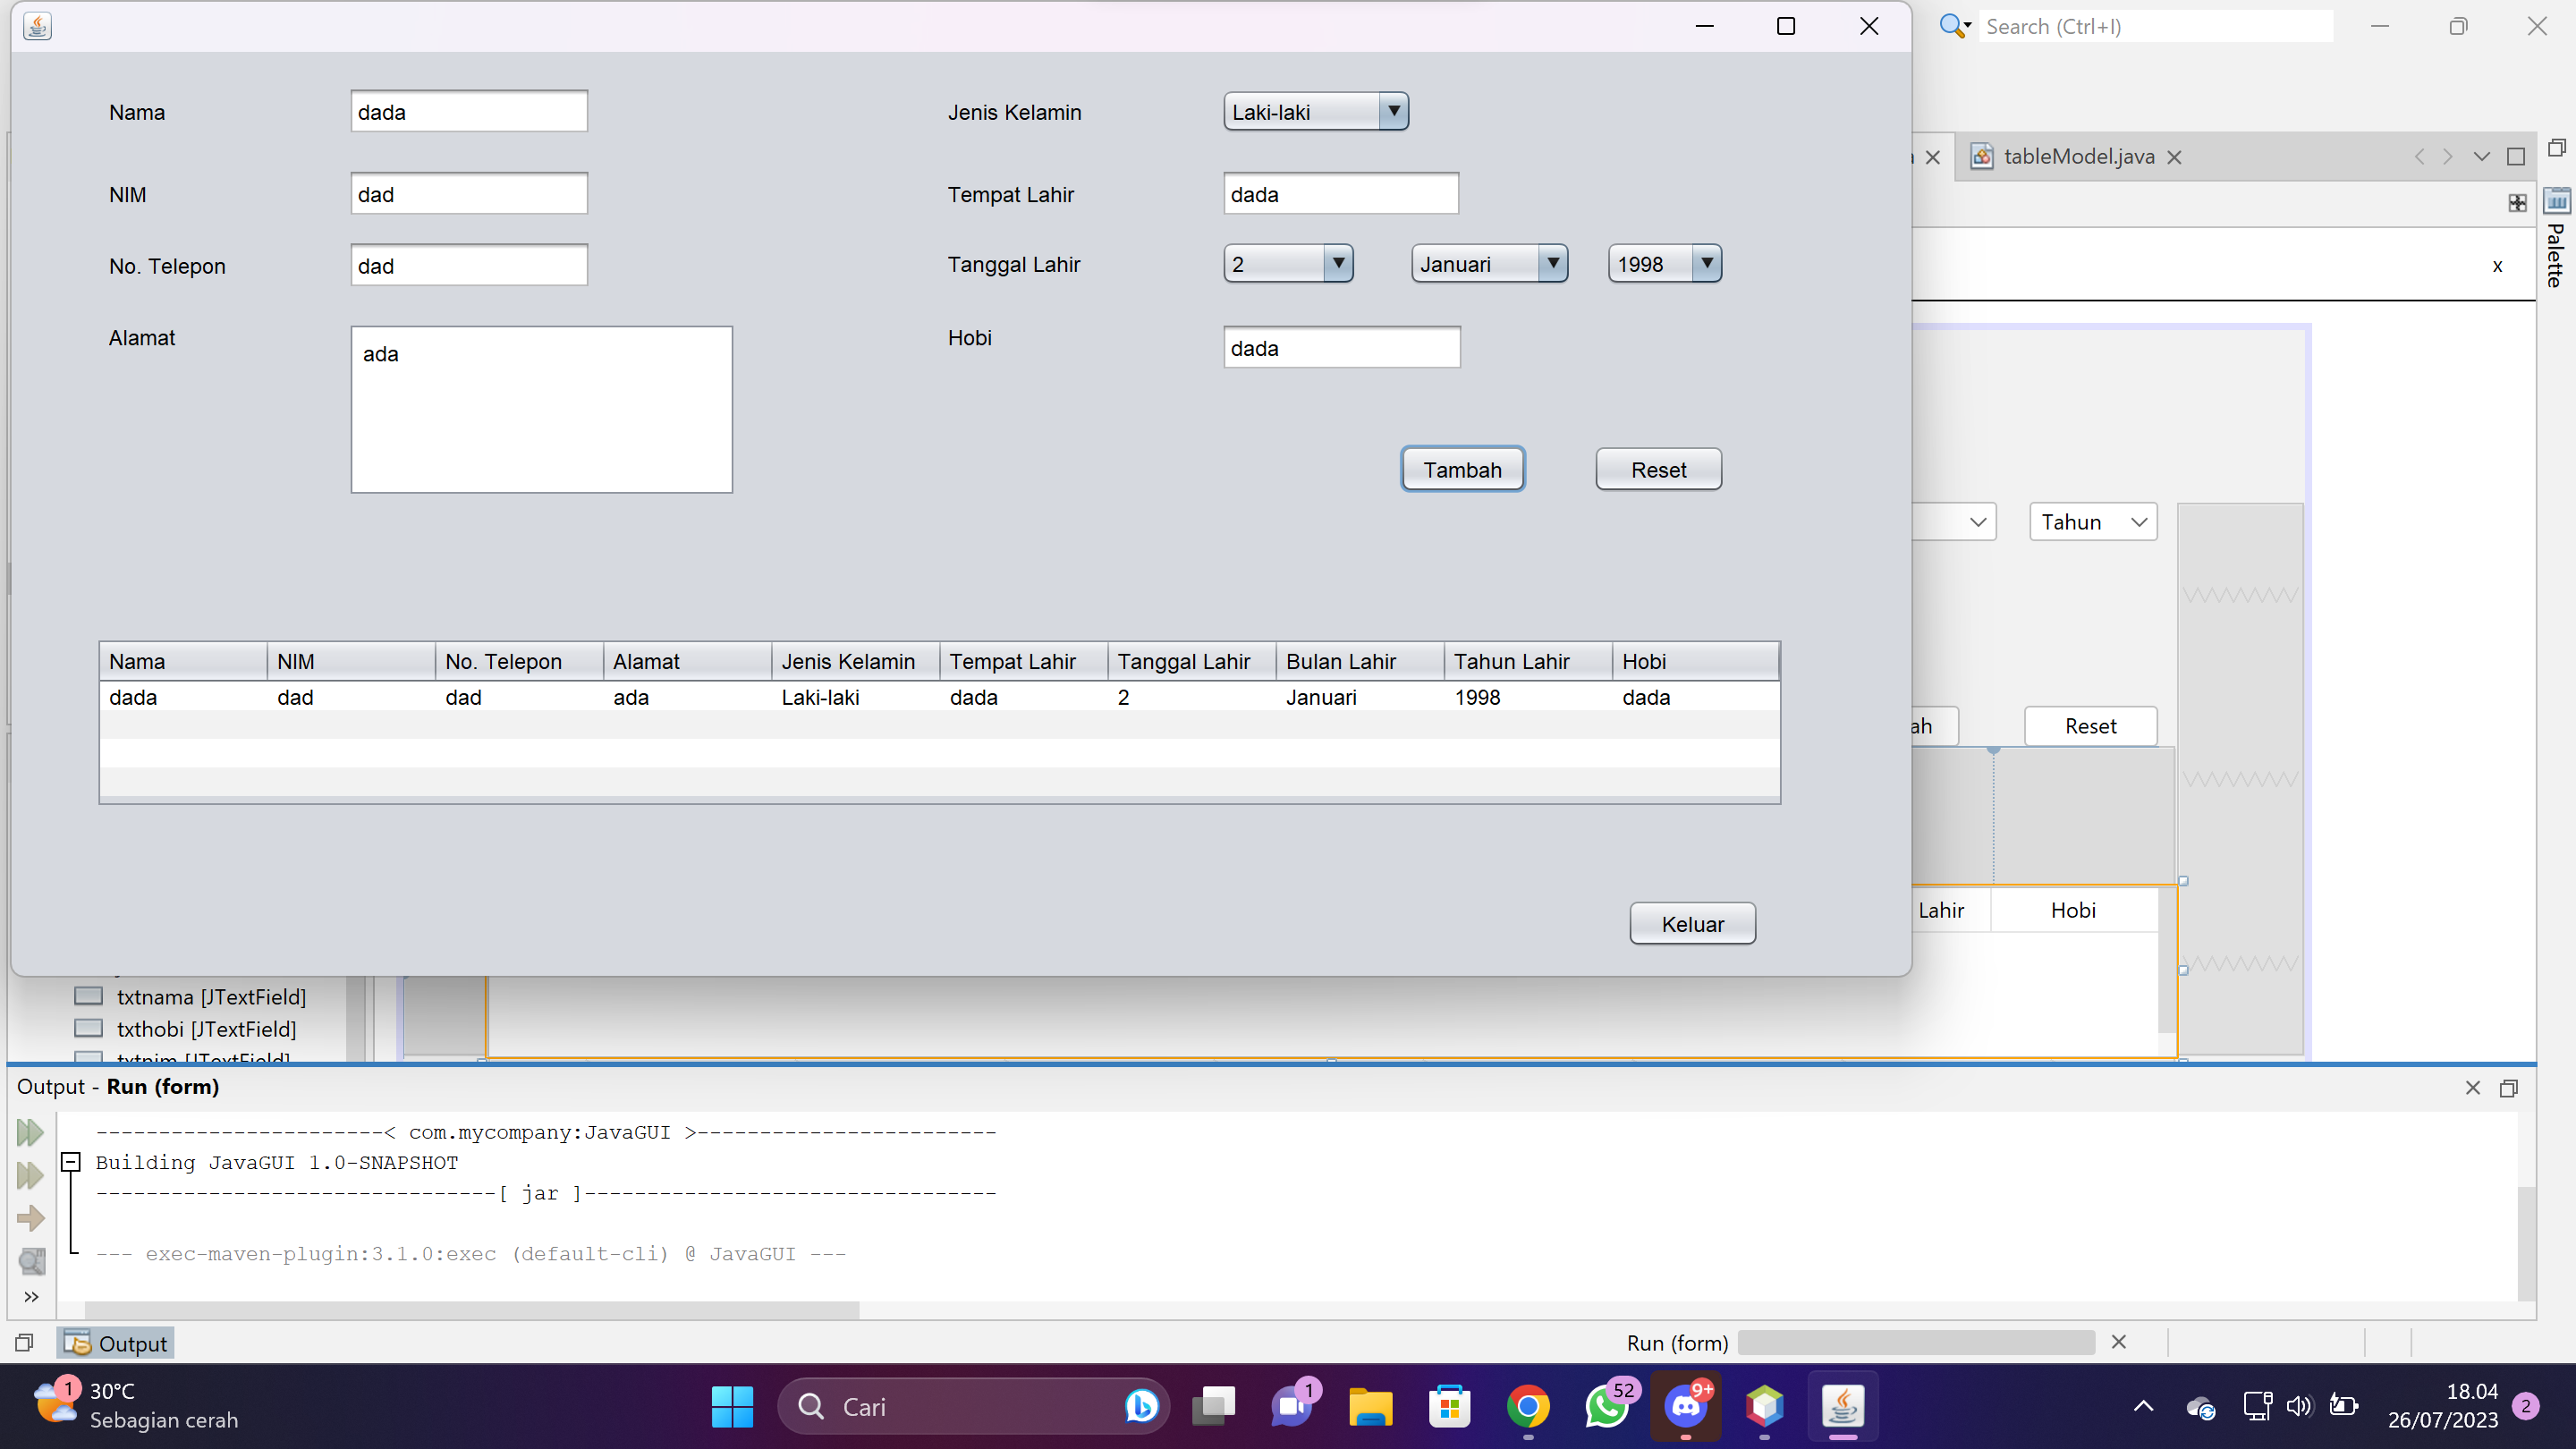 Search (Ctrl+I)
Nama
dada
Jenis Kelamin
Laki-laki
tableModel.java
NIM
dad
Tempat Lahir
dada
No. Telepon
dad
Tanggal Lahir
2
Januari
1998
x
Palette
Alamat
ada
Hobi
dada
Tambah
Reset
Tahun
Nama NIM No. Telepon Alamat Jenis Kelamin Tempat Lahir Tanggal Lahir Bulan Lahir Tahun Lahir Hobi
dada dad dad ada Laki-laki dada 2 Januari 1998 dada
ah
Reset
Lahir
Hobi
Keluar
txtnama [JTextField]
txthobi [JTextField]
txtnim [JTextField]
Output - Run (form)
-----------------------< com.mycompany:JavaGUI >------------------------
Building JavaGUI 1.0-SNAPSHOT
--------------------------------[ jar ]---------------------------------
--- exec-maven-plugin:3.1.0:exec (default-cli) @ JavaGUI ---
Output
Run (form)
1
30°C
Sebagian cerah
Cari
1
52
9+
18.04
26/07/2023
2